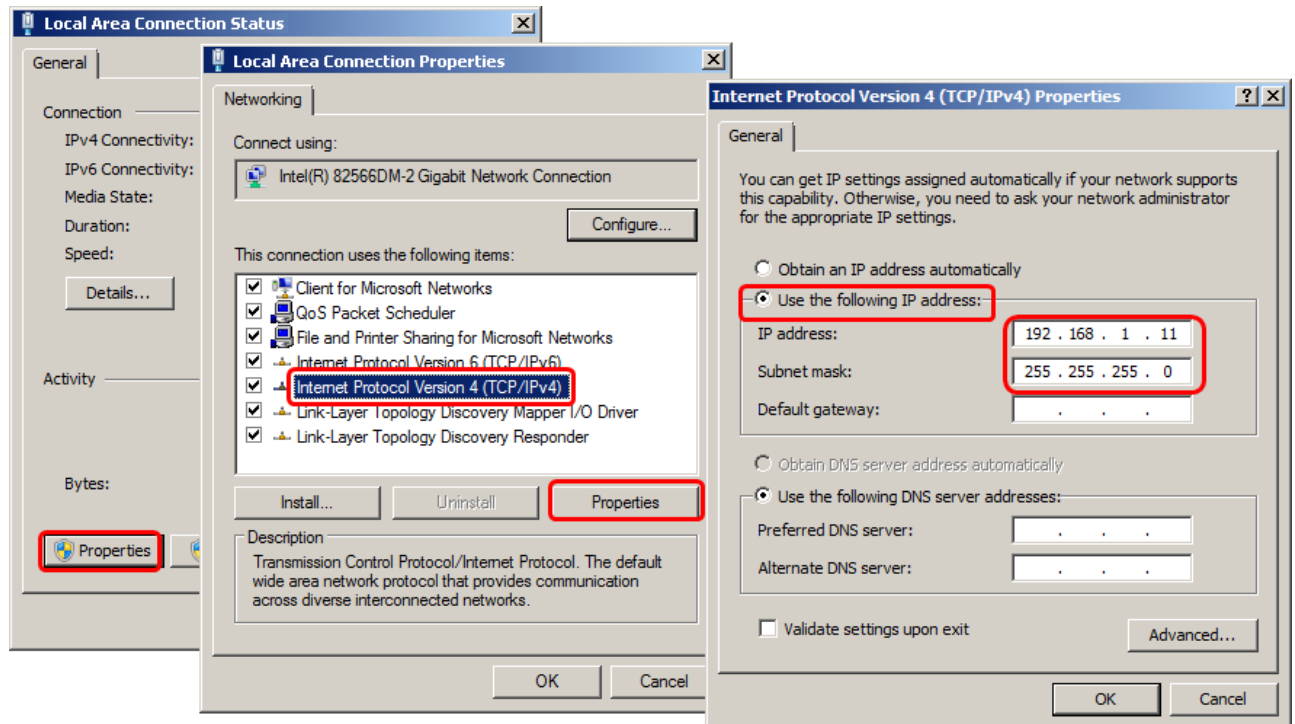 Local Area Connection Status
General
Connection
IPv4 Connectivity:
IPv6 Connectivity:
Media State:
Duration:
Speed:
Details...
Activity
Bytes:
Properties
Local Area Connection Properties
Networking
Connect using:
Intel(R) 82566DM-2 Gigabit Network Connection
Configure...
This connection uses the following items:
Client for Microsoft Networks
QoS Packet Scheduler
File and Printer Sharing for Microsoft Networks
Internet Protocol Version 6 (TCP/IPv6)
Internet Protocol Version 4 (TCP/IPv4)
Link-Layer Topology Discovery Mapper I/O Driver
Link-Layer Topology Discovery Responder
Install...
Uninstall
Properties
Description
Transmission Control Protocol/Internet Protocol. The default
wide area network protocol that provides communication
across diverse interconnected networks.
OK
Cancel
Internet Protocol Version 4 (TCP/IPv4) Properties
General
You can get IP settings assigned automatically if your network supports
this capability. Otherwise, you need to ask your network administrator
for the appropriate IP settings.
Obtain an IP address automatically
Use the following IP address:
IP address: 192 . 168 . 1 . 11
Subnet mask: 255 . 255 . 255 . 0
Default gateway: . . .
Obtain DNS server address automatically
Use the following DNS server addresses:
Preferred DNS server: . . .
Alternate DNS server: . . .
Validate settings upon exit
Advanced...
OK
Cancel